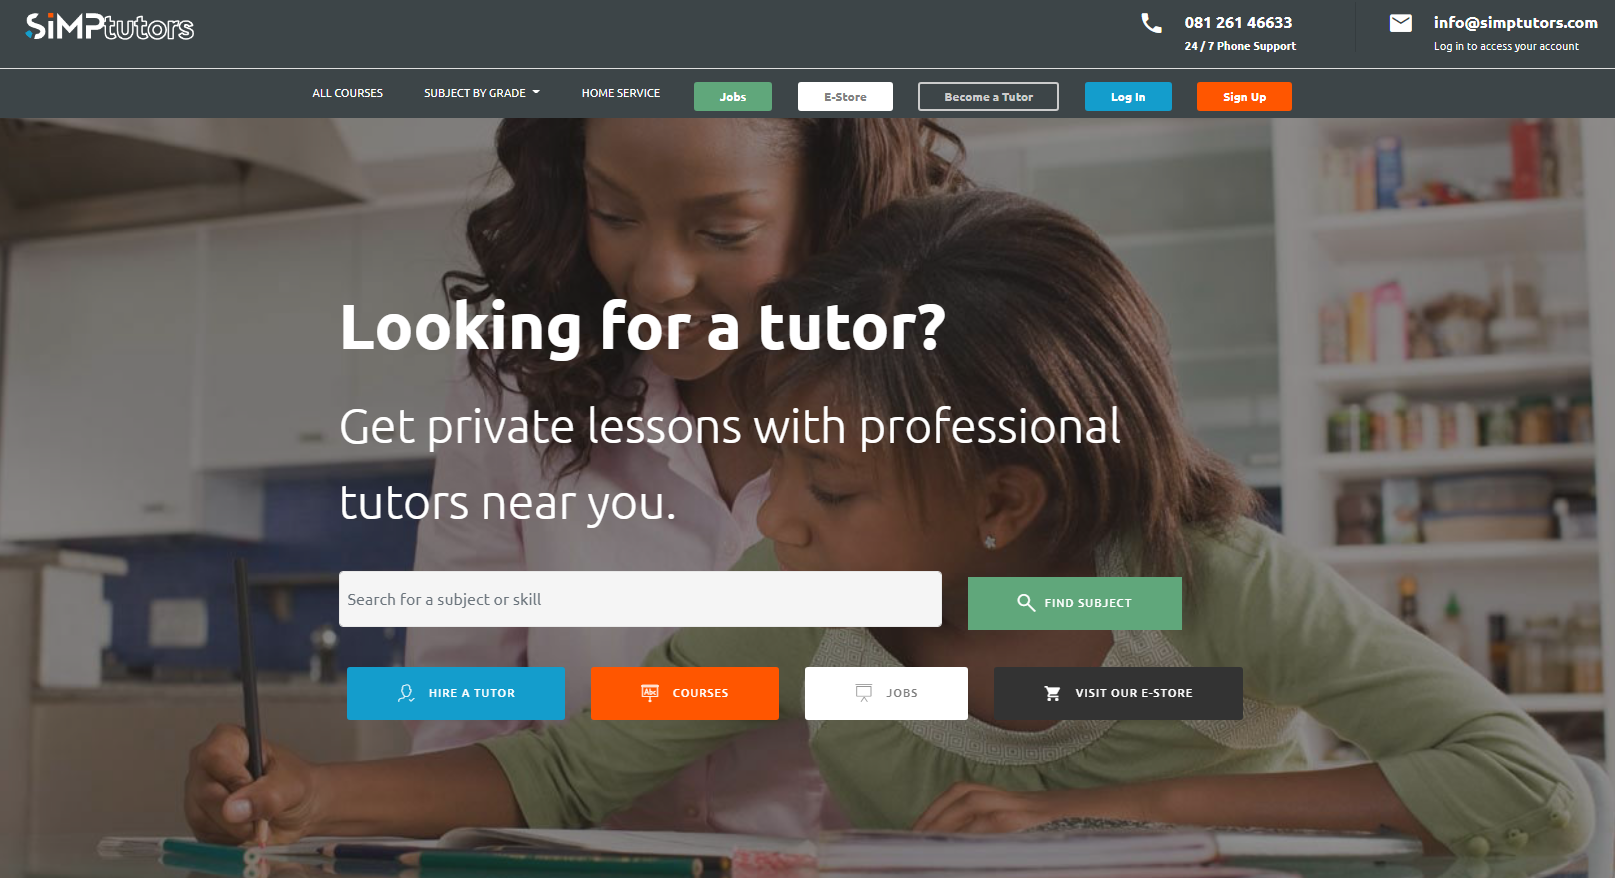 SiMPtutors
081 261 46633
24 / 7 Phone Support
info@simptutors.com
Log in to access your account
ALL COURSES
SUBJECT BY GRADE
HOME SERVICE
Jobs
E-Store
Become a Tutor
Log In
Sign Up
Looking for a tutor?
Get private lessons with professional
tutors near you.
Search for a subject or skill
FIND SUBJECT
Abc
HIRE A TUTOR
COURSES
JOBS
VISIT OUR E-STORE